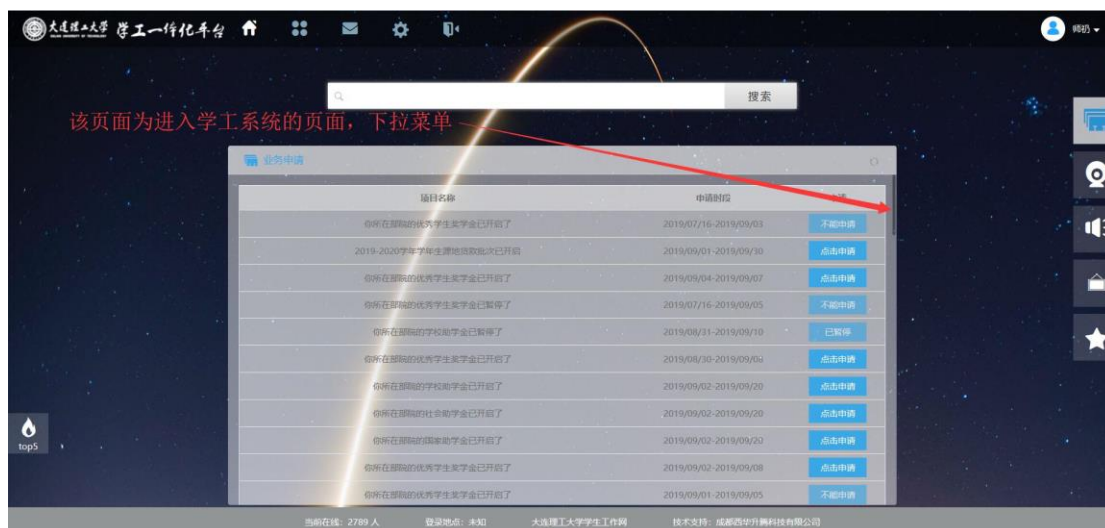 大连理工大学 学工一体化平台
师礽
搜索
该页面为进入学工系统的页面，下拉菜单
业务申请
项目名称 申请时段 申请
你所在部院的优秀学生奖学金已开启了 2019/07/16-2019/09/03 不能申请
2019-2020学年学年生源地贷款批次已开启 2019/09/01-2019/09/30 点击申请
你所在部院的优秀学生奖学金已开启了 2019/09/04-2019/09/07 点击申请
你所在部院的优秀学生奖学金已暂停了 2019/07/16-2019/09/05 不能申请
你所在部院的学校助学金已暂停了 2019/08/31-2019/09/10 已暂停
你所在部院的优秀学生奖学金已开启了 2019/08/30-2019/09/08 点击申请
你所在部院的学校助学金已开启了 2019/09/02-2019/09/20 点击申请
你所在部院的社会助学金已开启了 2019/09/02-2019/09/20 点击申请
你所在部院的国家助学金已开启了 2019/09/02-2019/09/20 点击申请
你所在部院的优秀学生奖学金已开启了 2019/09/02-2019/09/08 点击申请
你所在部院的优秀学生奖学金已开启了 2019/09/01-2019/09/05 不能申请
top5
当前在线：2789 人 登录地点：未知 大连理工大学学生工作网 技术支持：成都西华升腾科技有限公司